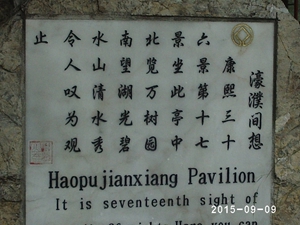 濠濮间想
康熙三十
六景第十七
景坐此亭中
北览万树园
南望湖光碧
水山清水秀
令人叹为观
止
Haopujianxiang Pavilion
It is seventeenth sight of
you can
2015-09-09